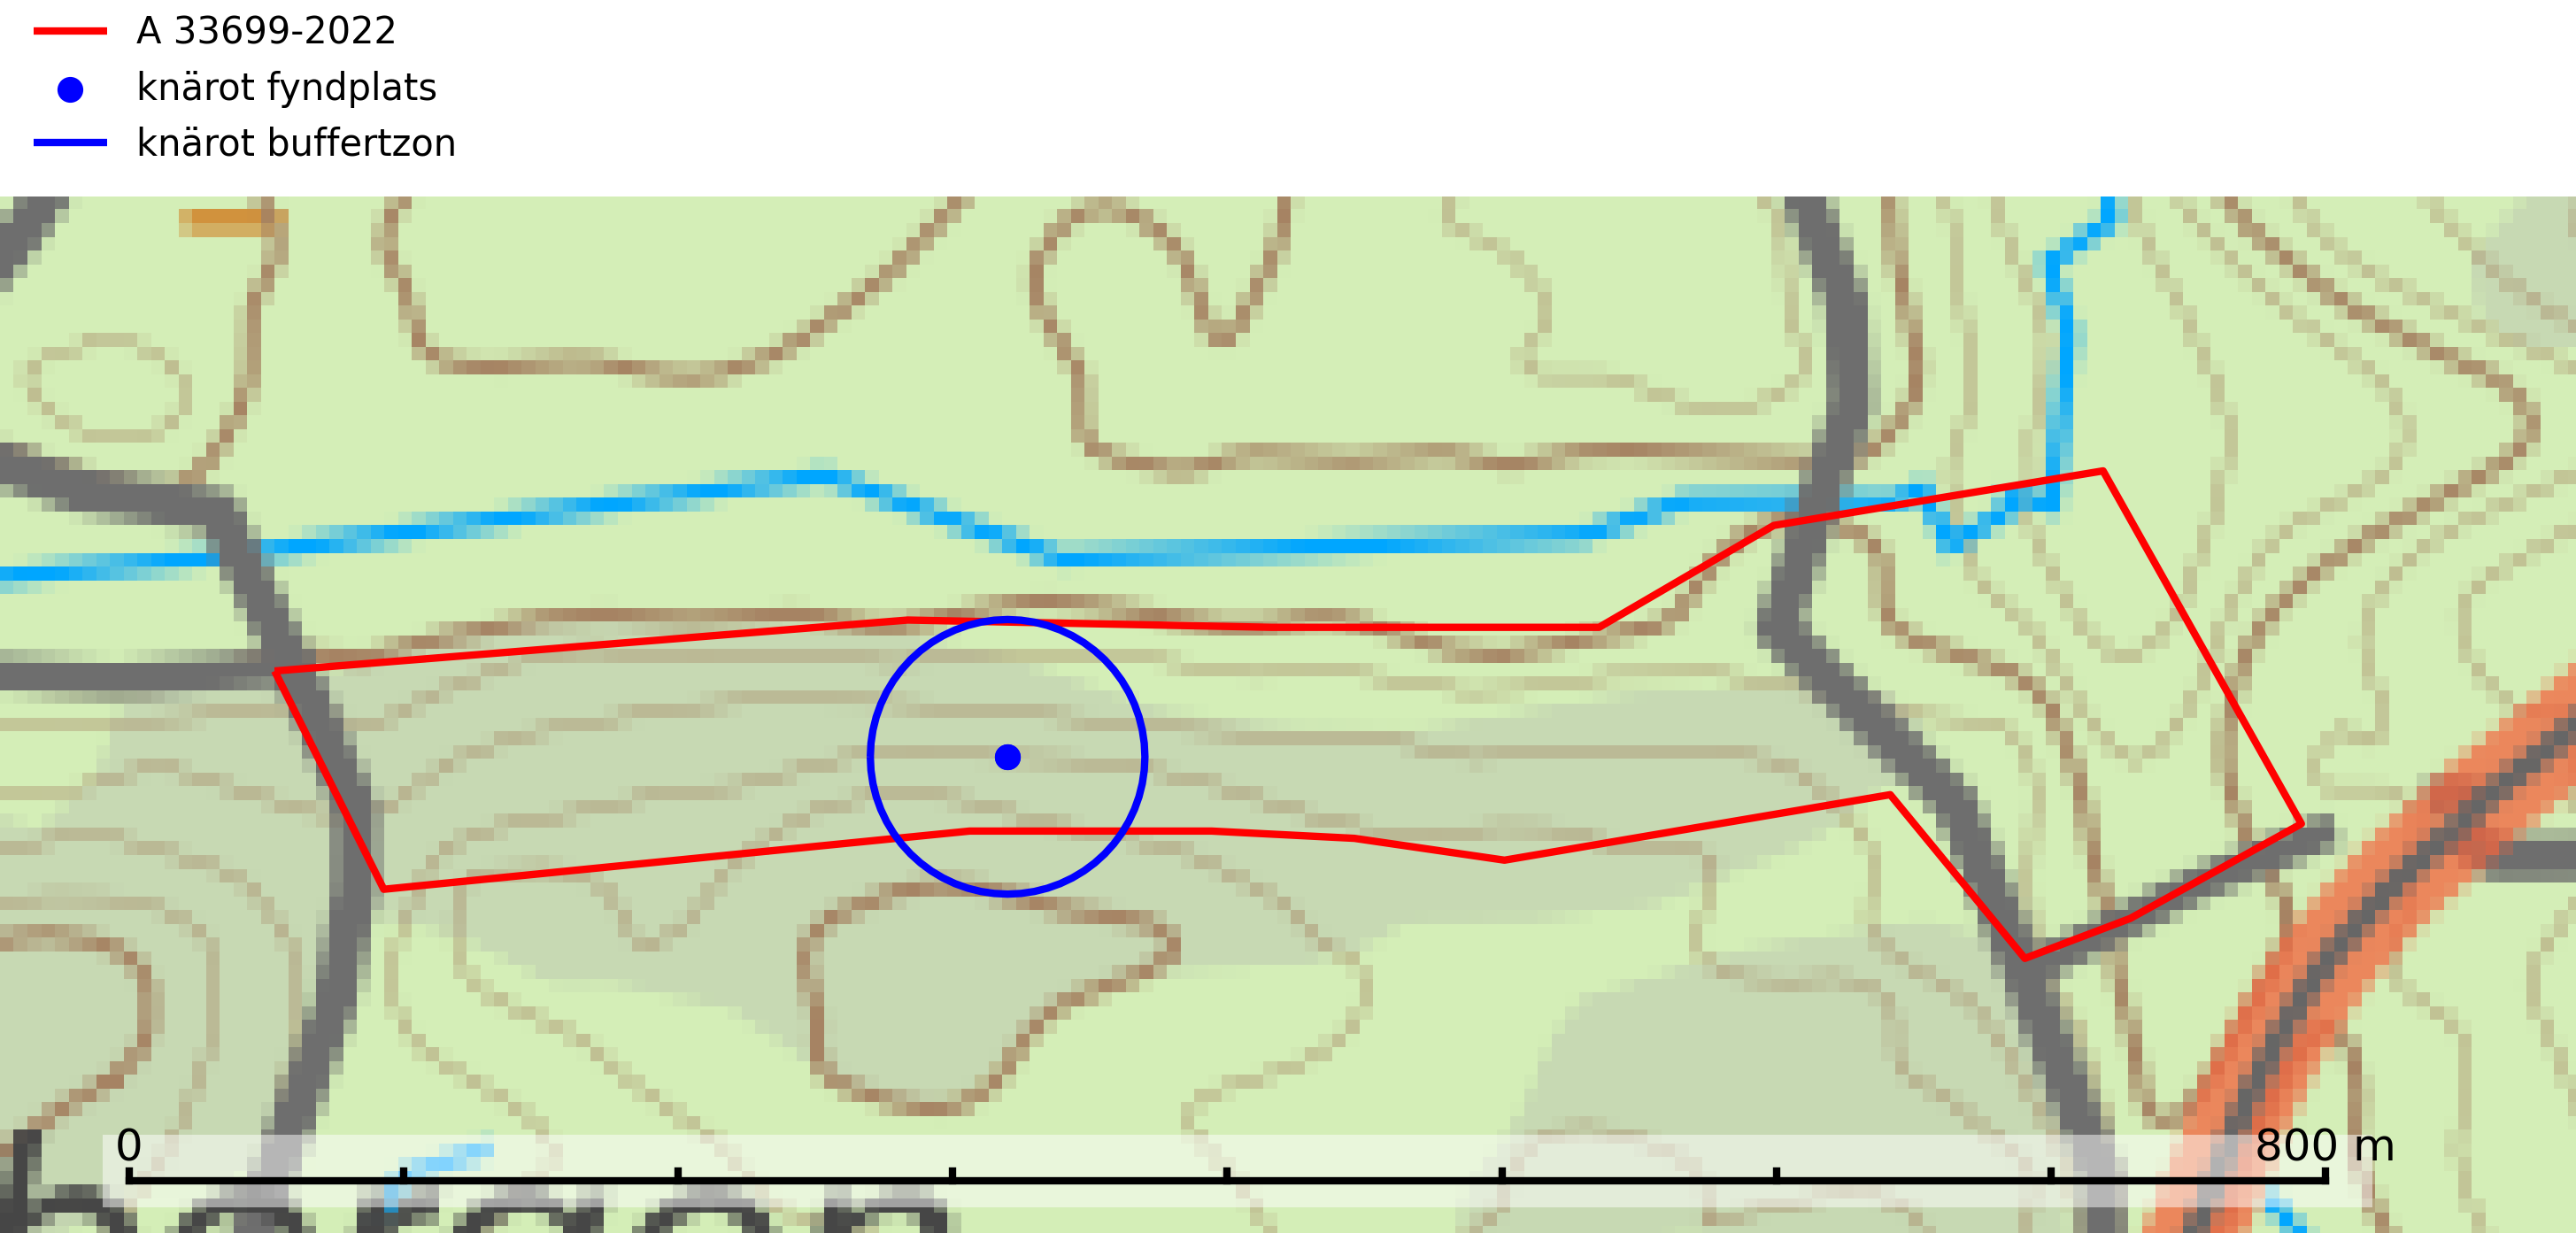 A 33699-2022
knärot fyndplats
knärot buffertzon
0
800 m